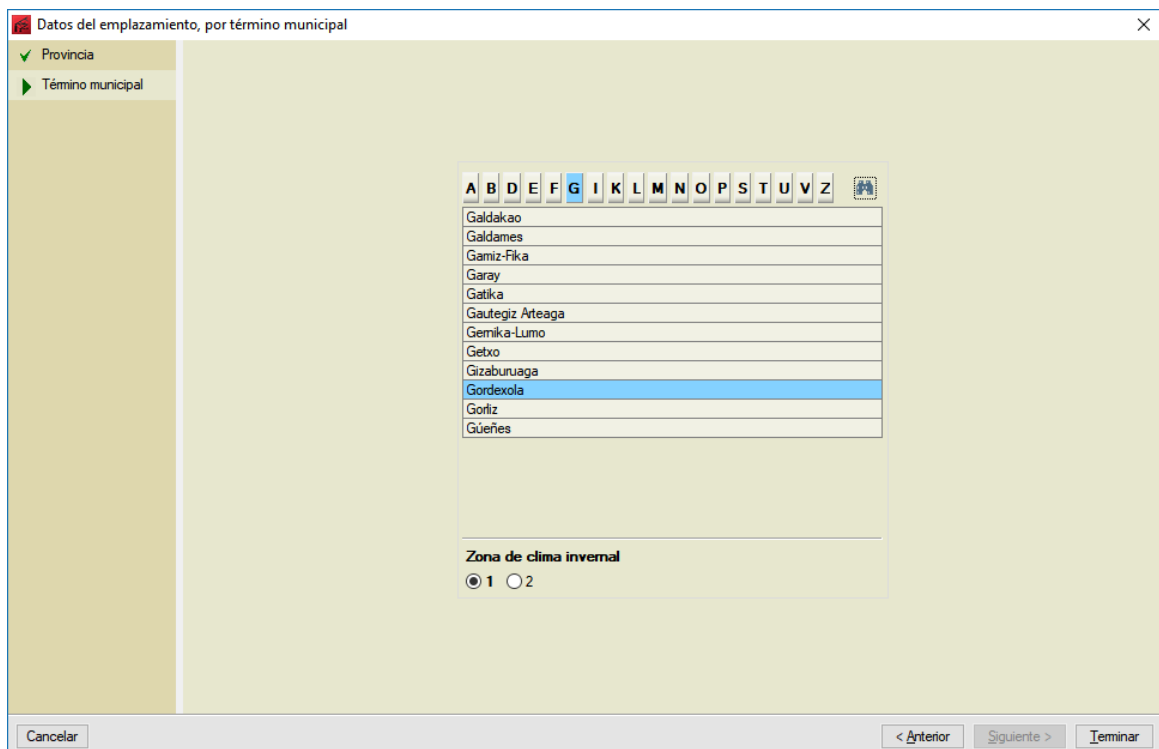 Datos del emplazamiento, por término municipal
Provincia
Término municipal
A B D E F G I K L M N O P S T U V Z
Galdakao
Galdames
Gamiz-Fika
Garay
Gatika
Gautegiz Arteaga
Gernika-Lumo
Getxo
Gizaburuaga
Gordexola
Gorliz
Gúeñes
Zona de clima invernal
1 2
Cancelar < Anterior Siguiente > Terminar